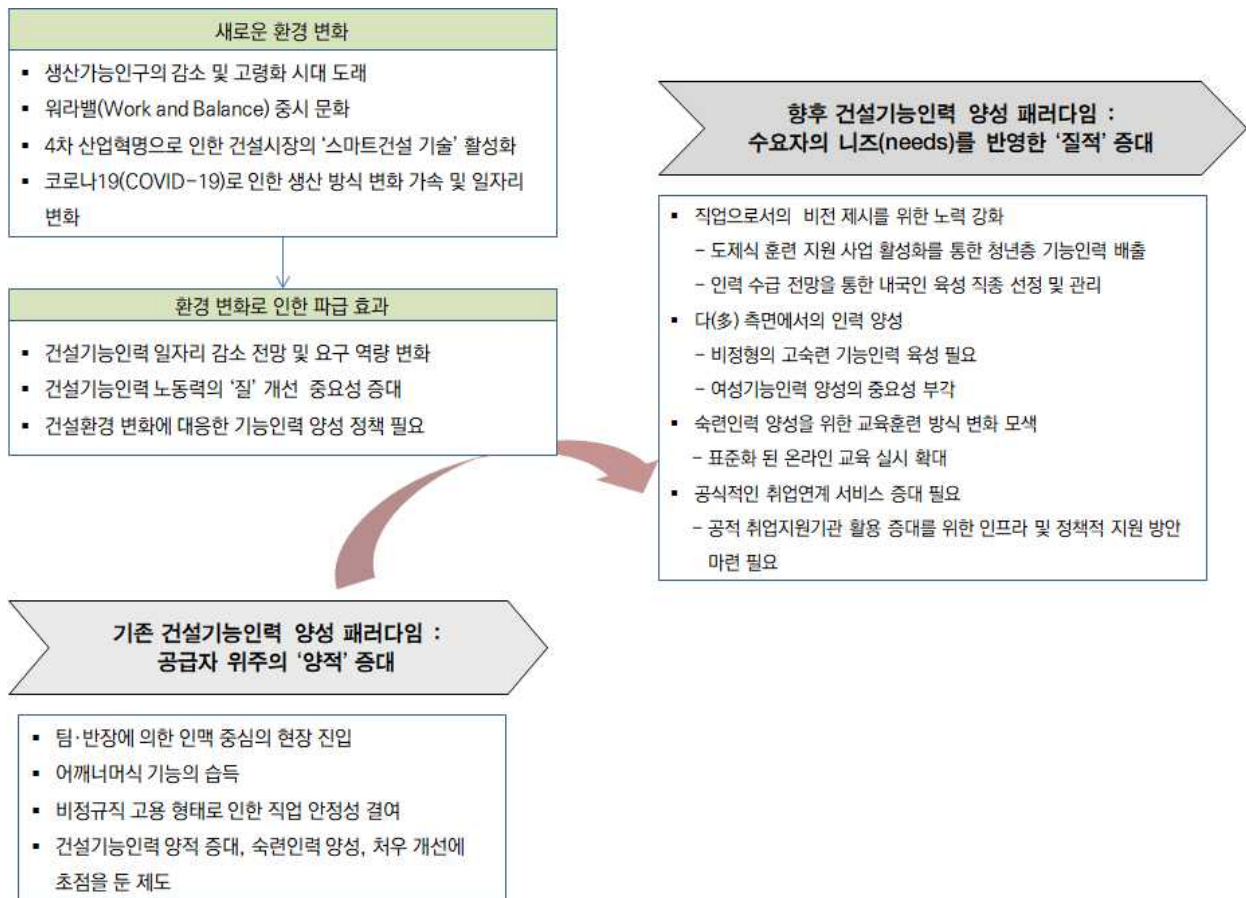 새로운 환경 변화
▪ 생산가능인구의 감소 및 고령화 시대 도래
▪ 워라밸(Work and Balance) 중시 문화
▪ 4차 산업혁명으로 인한 건설시장의 ‘스마트건설 기술’ 활성화
▪ 코로나19(COVID-19)로 인한 생산 방식 변화 가속 및 일자리
변화
환경 변화로 인한 파급 효과
▪ 건설기능인력 일자리 감소 전망 및 요구 역량 변화
▪ 건설기능인력 노동력의 ‘질’ 개선 중요성 증대
▪ 건설환경 변화에 대응한 기능인력 양성 정책 필요
기존 건설기능인력 양성 패러다임 :
공급자 위주의 ‘양적’ 증대
▪ 팀·반장에 의한 인맥 중심의 현장 진입
▪ 어깨너머식 기능의 습득
▪ 비정규직 고용 형태로 인한 직업 안정성 결여
▪ 건설기능인력 양적 증대, 숙련인력 양성, 처우 개선에
초점을 둔 제도
향후 건설기능인력 양성 패러다임 :
수요자의 니즈(needs)를 반영한 ‘질적’ 증대
▪ 직업으로서의 비전 제시를 위한 노력 강화
– 도제식 훈련 지원 사업 활성화를 통한 청년층 기능인력 배출
– 인력 수급 전망을 통한 내국인 육성 직종 선정 및 관리
▪ 다(多) 측면에서의 인력 양성
– 비정형의 고숙련 기능인력 육성 필요
– 여성기능인력 양성의 중요성 부각
▪ 숙련인력 양성을 위한 교육훈련 방식 변화 모색
– 표준화 된 온라인 교육 실시 확대
▪ 공식적인 취업연계 서비스 증대 필요
– 공적 취업지원기관 활용 증대를 위한 인프라 및 정책적 지원 방안
마련 필요